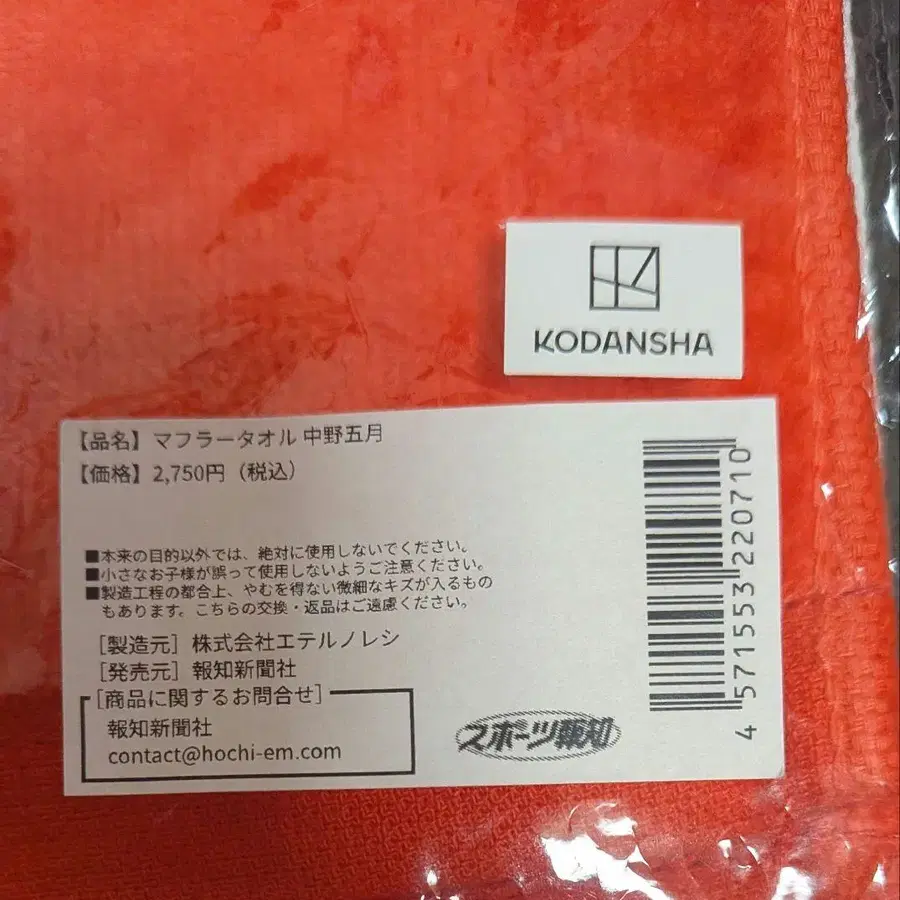 KODANSHA
【品名】マフラータオル 中野五月
【価格】2,750円（税込）
■本来の目的以外では、絶対に使用しないでください。
■小さなお子様が誤って使用しないようご注意ください。
■製造工程の都合上、やむを得ない微細なキズが入るもの
もあります。こちらの交換・返品はご遠慮ください。
［製造元］株式会社エテルノレシ
［発売元］報知新聞社
［商品に関するお問合せ］
報知新聞社
contact@hochi-em.com
スポーツ報知
4571553220710